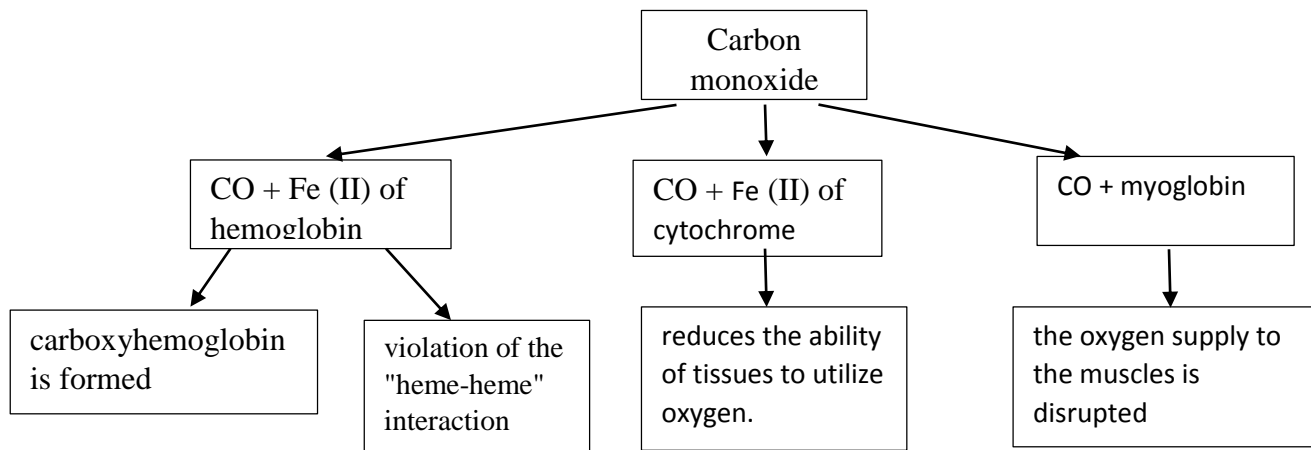 Carbon
monoxide
CO + Fe (II) of
hemoglobin
CO + Fe (II) of
cytochrome
CO + myoglobin
carboxyhemoglobin
is formed
violation of the
"heme-heme"
interaction
reduces the ability
of tissues to utilize
oxygen.
the oxygen supply to
the muscles is
disrupted